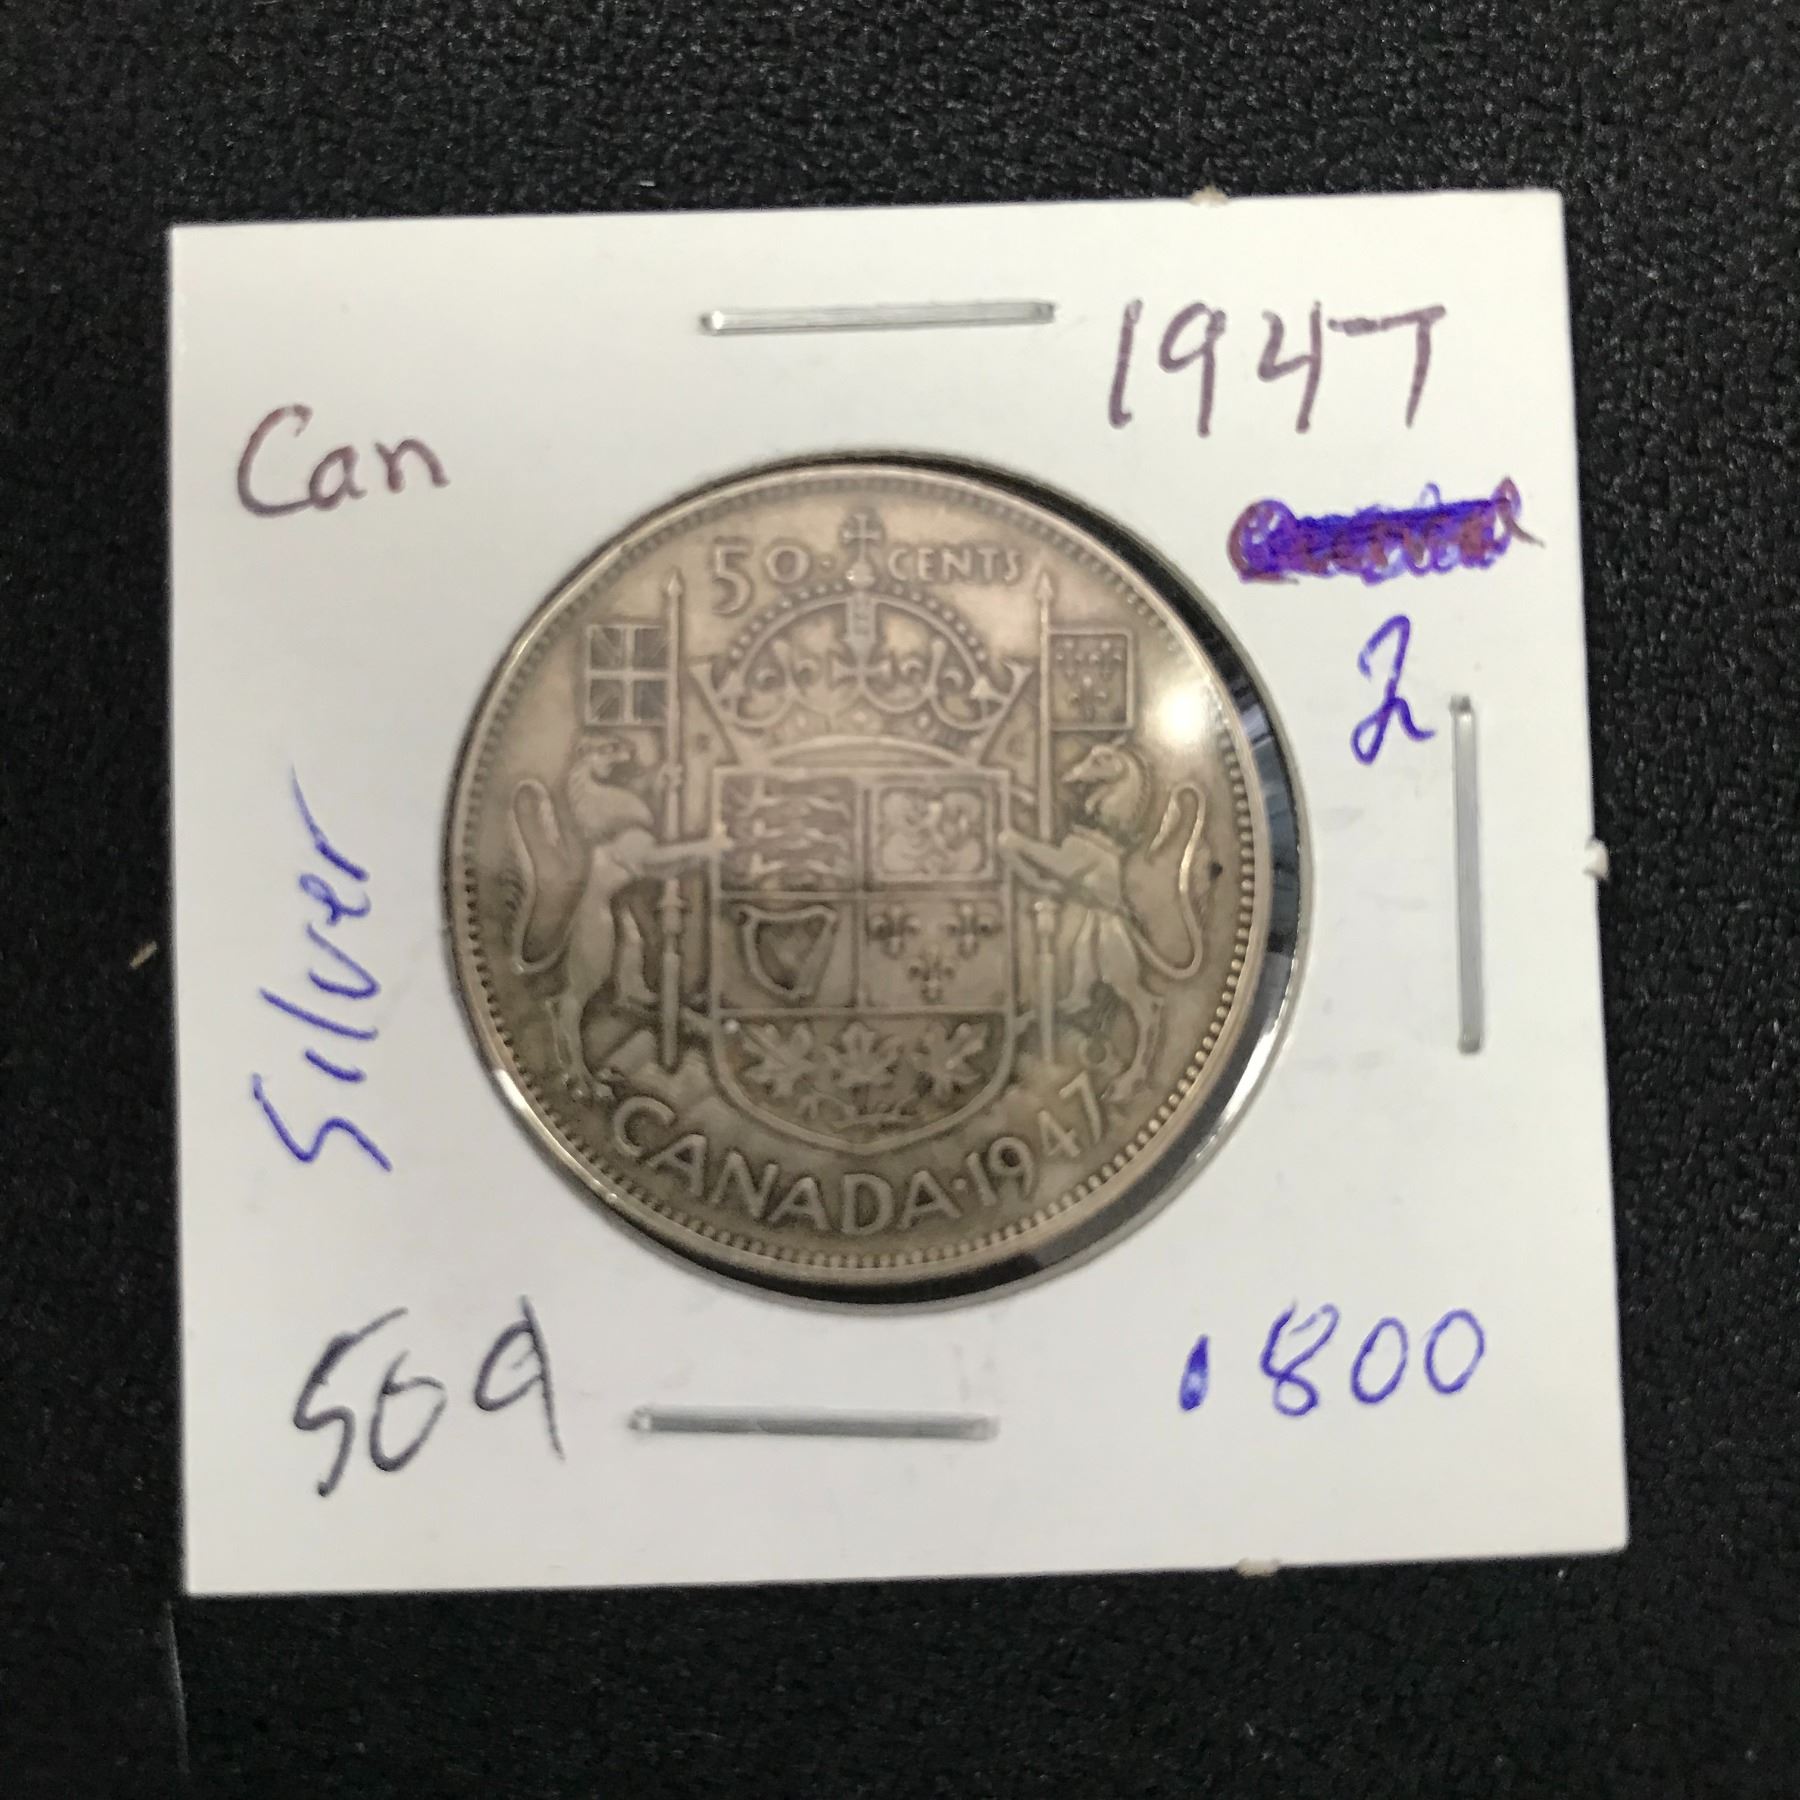 1947
Can
2
50 · CENTS
Silver
CANADA · 1947
50¢
.800